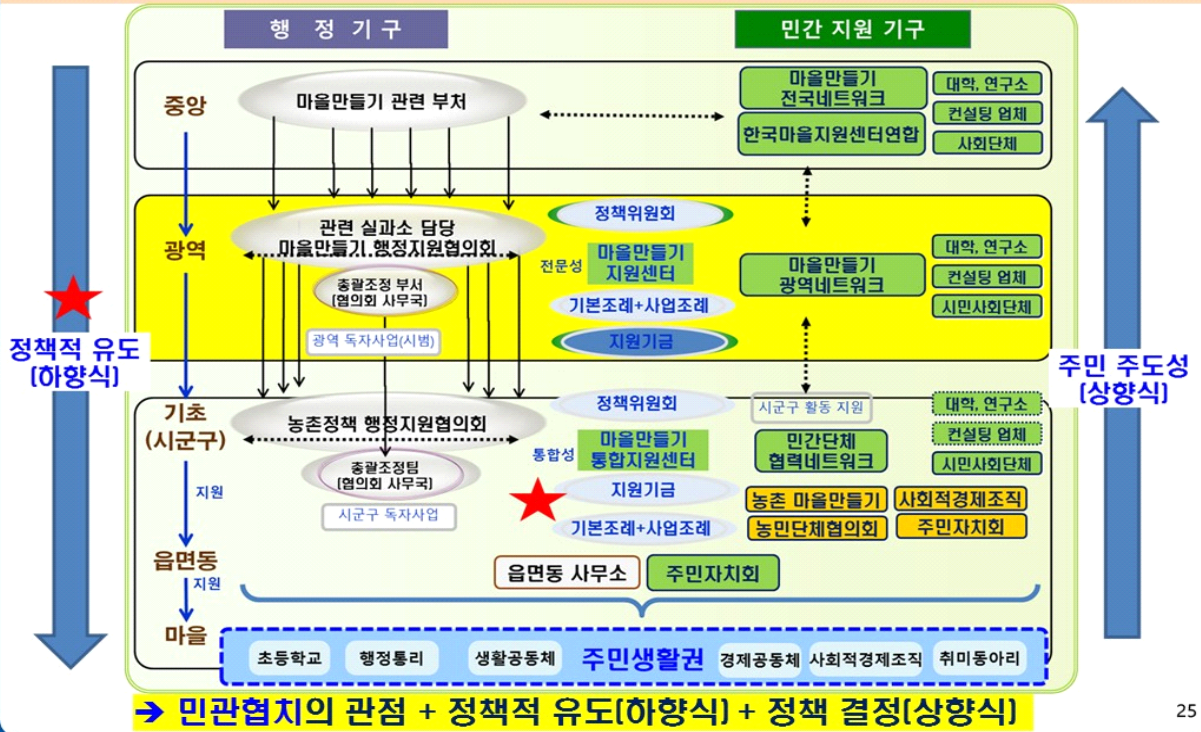 행 정 기 구
민간 지원 기구
중앙
마을만들기 관련 부처
마을만들기
전국네트워크
한국마을지원센터연합
대학, 연구소
컨설팅 업체
사회단체
광역
관련 실과소 담당
마을만들기 행정지원협의회
총괄조정 부서
(협의회 사무국)
광역 독자사업(시범)
정책위원회
전문성
마을만들기
지원센터
기본조례+사업조례
지원기금
마을만들기
광역네트워크
대학, 연구소
컨설팅 업체
시민사회단체
정책적 유도
(하향식)
주민 주도성
(상향식)
기초
(시군구)
농촌정책 행정지원협의회
총괄조정팀
(협의회 사무국)
시군구 독자사업
정책위원회
통합성
마을만들기
통합지원센터
지원기금
기본조례+사업조례
시군구 활동 지원
민간단체
협력네트워크
대학, 연구소
컨설팅 업체
시민사회단체
농촌 마을만들기
사회적경제조직
농민단체협의회
주민자치회
지원
읍면동
읍면동 사무소
주민자치회
지원
마을
초등학교
행정통리
생활공동체
주민생활권
경제공동체
사회적경제조직
취미동아리
➔ 민관협치의 관점 + 정책적 유도(하향식) + 정책 결정(상향식)
25